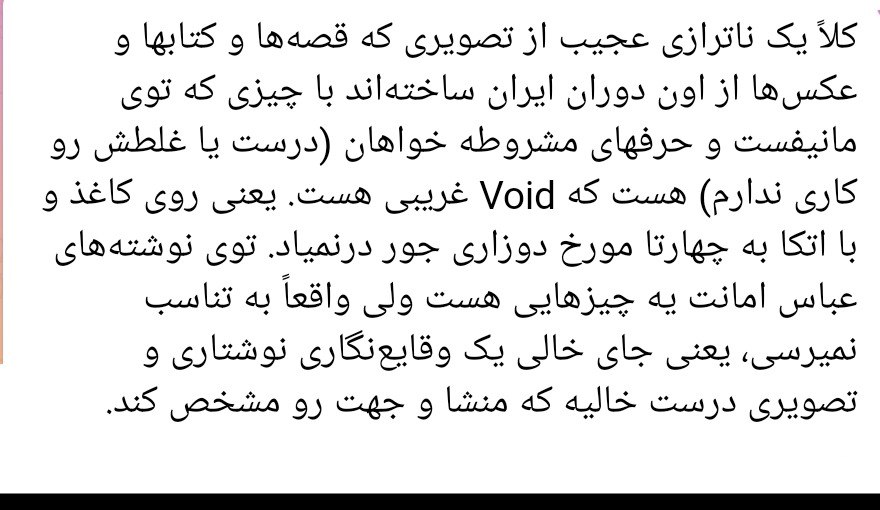 کلاً یک ناترازی عجیب از تصویری که قصه‌ها و کتابها و
عکس‌ها از اون دوران ایران ساخته‌اند با چیزی که توی
مانیفست و حرفهای مشروطه خواهان (درست یا غلطش رو
کاری ندارم) هست که Void غریبی هست. یعنی روی کاغذ و
با اتکا به چهارتا مورخ دوزاری جور درنمیاد. توی نوشته‌های
عباس امانت یه چیزهایی هست ولی واقعاً به تناسب
نمیرسی، یعنی جای خالی یک وقایع‌نگاری نوشتاری و
تصویری درست خالیه که منشا و جهت رو مشخص کند.